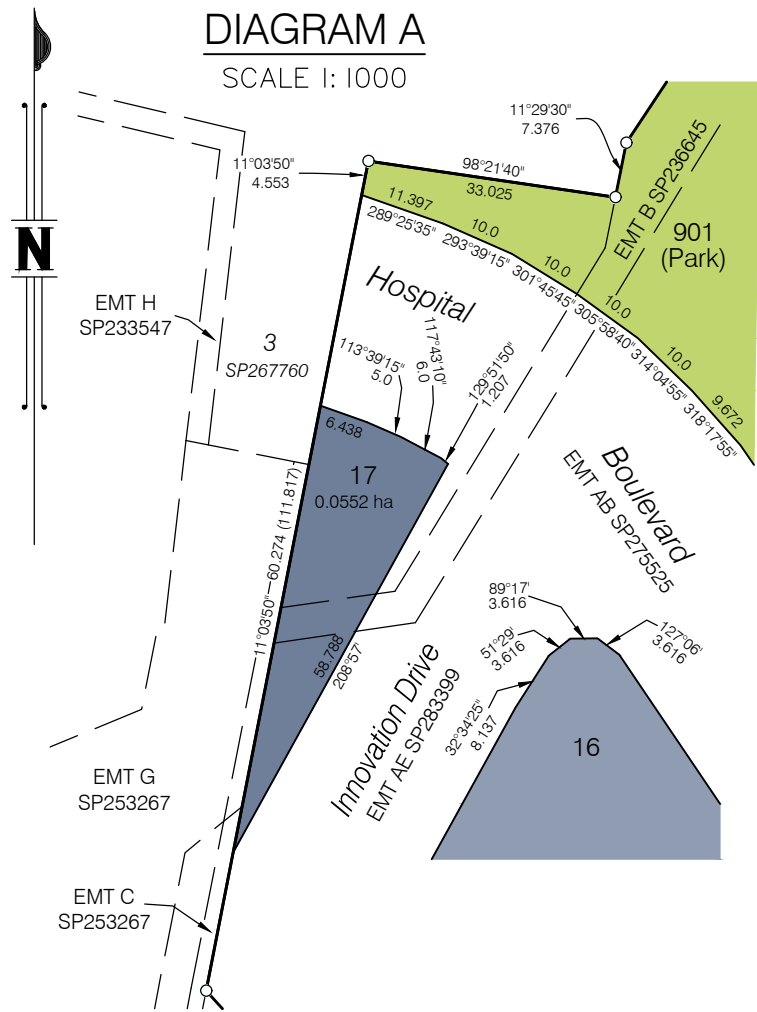 DIAGRAM A
SCALE 1: 1000
N
11°29'30"
7.376
11°03'50"
4.553
98°21'40"
33.025
EMT B SP236645
901
(Park)
11.397
289°25'35"
10.0
293°39'15"
10.0
301°45'45"
10.0
305°58'40"
10.0
314°04'55"
9.672
318°17'55"
Hospital
Boulevard
EMT AB SP275525
EMT H
SP233547
3
SP267760
113°39'15"
5.0
117°43'10"
6.0
129°51'50"
1.207
6.438
17
0.0552 ha
11°03'50"—60.274 (111.817)
58.788
208°57'
Innovation Drive
EMT AE SP283399
89°17'
3.616
51°29'
3.616
127°06'
3.616
32°34'25"
8.137
16
EMT G
SP253267
EMT C
SP253267